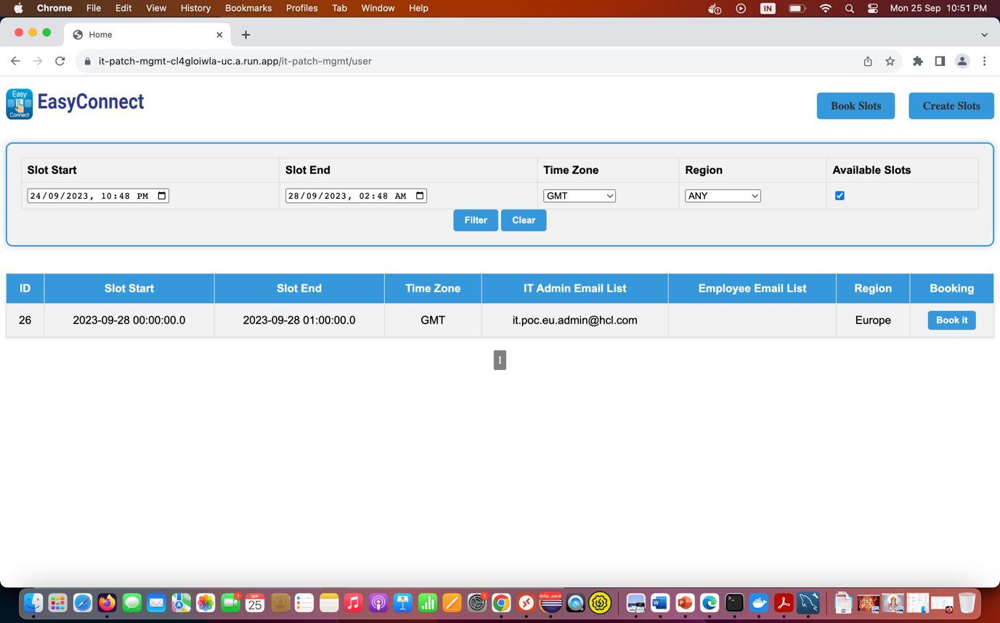 Chrome File Edit View History Bookmarks Profiles Tab Window Help IN Mon 25 Sep 10:51 PM
Home
it-patch-mgmt-cl4gloiwla-uc.a.run.app/it-patch-mgmt/user
Easy Connect EasyConnect Book Slots Create Slots
Slot Start Slot End Time Zone Region Available Slots
24/09/2023, 10:48 PM 28/09/2023, 02:48 AM GMT ANY
Filter Clear
ID Slot Start Slot End Time Zone IT Admin Email List Employee Email List Region Booking
26 2023-09-28 00:00:00.0 2023-09-28 01:00:00.0 GMT it.poc.eu.admin@hcl.com Europe Book it
1
1 SEP 25 1 eclip_pace